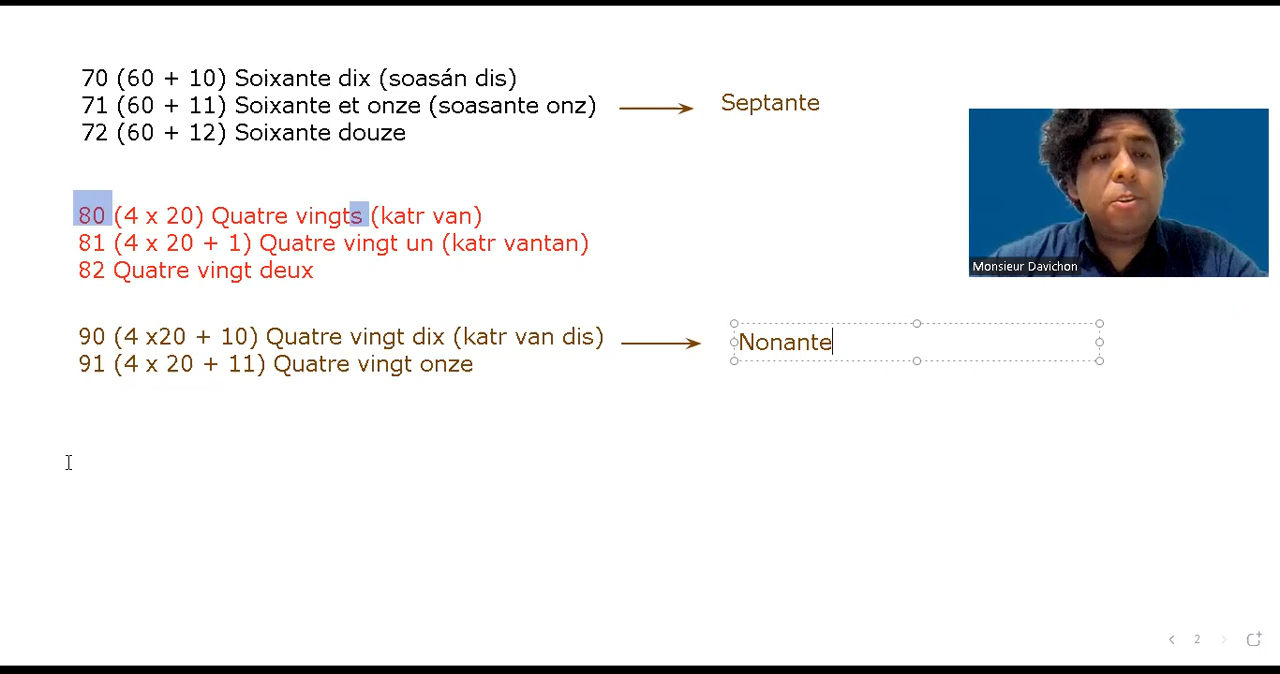 70 (60 + 10) Soixante dix (soasán dis)
71 (60 + 11) Soixante et onze (soasante onz)
Septante
72 (60 + 12) Soixante douze
80 (4 x 20) Quatre vingts (katr van)
81 (4 x 20 + 1) Quatre vingt un (katr vantan)
82 Quatre vingt deux
Monsieur Davichon
90 (4 x20 + 10) Quatre vingt dix (katr van dis)
Nonante
91 (4 x 20 + 11) Quatre vingt onze
2